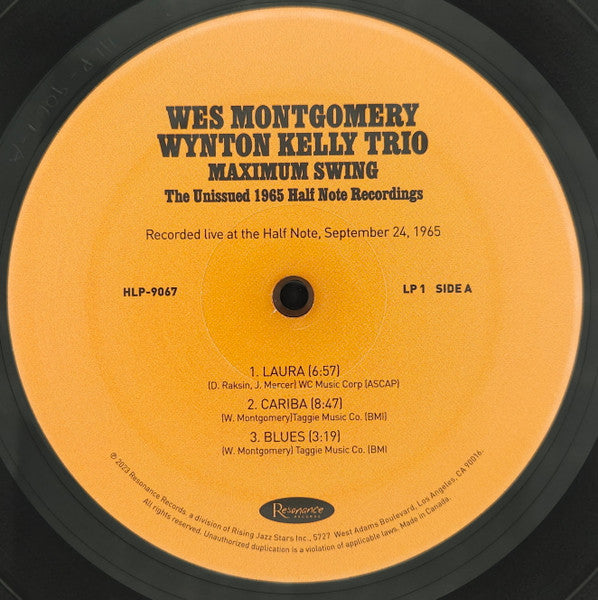 WES MONTGOMERY
WYNTON KELLY TRIO
MAXIMUM SWING
The Unissued 1965 Half Note Recordings
Recorded live at the Half Note, September 24, 1965
HLP-9067
LP 1 SIDE A
1. LAURA (6:57)
(D. Raksin, J. Mercer) WC Music Corp (ASCAP)
2. CARIBA (8:47)
(W. Montgomery)Taggie Music Co. (BMI)
3. BLUES (3:19)
(W. Montgomery) Taggie Music Co. (BMI
Resonance
RECORDS
℗ 2023 Resonance Records, a division of Rising Jazz Stars Inc., 5727 West Adams Boulevard, Los Angeles, CA 90016.
All rights reserved. Unauthorized duplication is a violation of applicable laws. Made in Canada.